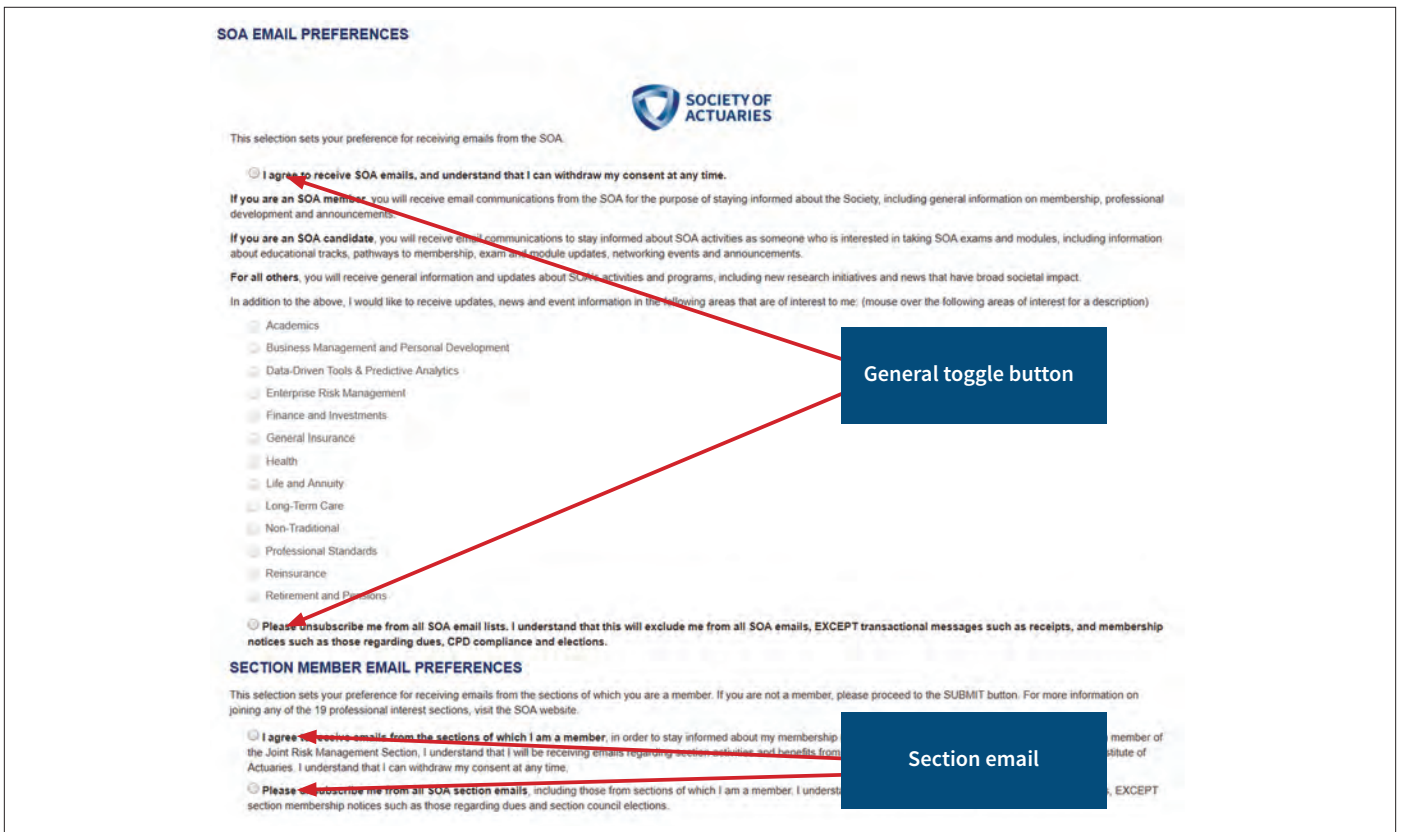 SOA EMAIL PREFERENCES
SOCIETY OF
ACTUARIES
This selection sets your preference for receiving emails from the SOA.
I agree to receive SOA emails, and understand that I can withdraw my consent at any time.
If you are an SOA member, you will receive email communications from the SOA for the purpose of staying informed about the Society, including general information on membership, professional
development and announcements.
If you are an SOA candidate, you will receive email communications to stay informed about SOA activities as someone who is interested in taking SOA exams and modules, including information
about educational tracks, pathways to membership, exam and module updates, networking events and announcements.
For all others, you will receive general information and updates about SOA's activities and programs, including new research initiatives and news that have broad societal impact.
In addition to the above, I would like to receive updates, news and event information in the following areas that are of interest to me: (mouse over the following areas of interest for a description)
Academics
Business Management and Personal Development
Data-Driven Tools & Predictive Analytics
Enterprise Risk Management
Finance and Investments
General Insurance
Health
Life and Annuity
Long-Term Care
Non-Traditional
Professional Standards
Reinsurance
Retirement and Pensions
General toggle button
Please unsubscribe me from all SOA email lists. I understand that this will exclude me from all SOA emails, EXCEPT transactional messages such as receipts, and membership
notices such as those regarding dues, CPD compliance and elections.
SECTION MEMBER EMAIL PREFERENCES
This selection sets your preference for receiving emails from the sections of which you are a member. If you are not a member, please proceed to the SUBMIT button. For more information on
joining any of the 19 professional interest sections, visit the SOA website.
I agree to receive emails from the sections of which I am a member, in order to stay informed about my membership member of
the Joint Risk Management Section, I understand that I will be receiving emails regarding section activities and benefits from
Actuaries. I understand that I can withdraw my consent at any time.
Please unsubscribe me from all SOA section emails, including those from sections of which I am a member. I EXCEPT
section membership notices such as those regarding dues and section council elections.
Section email